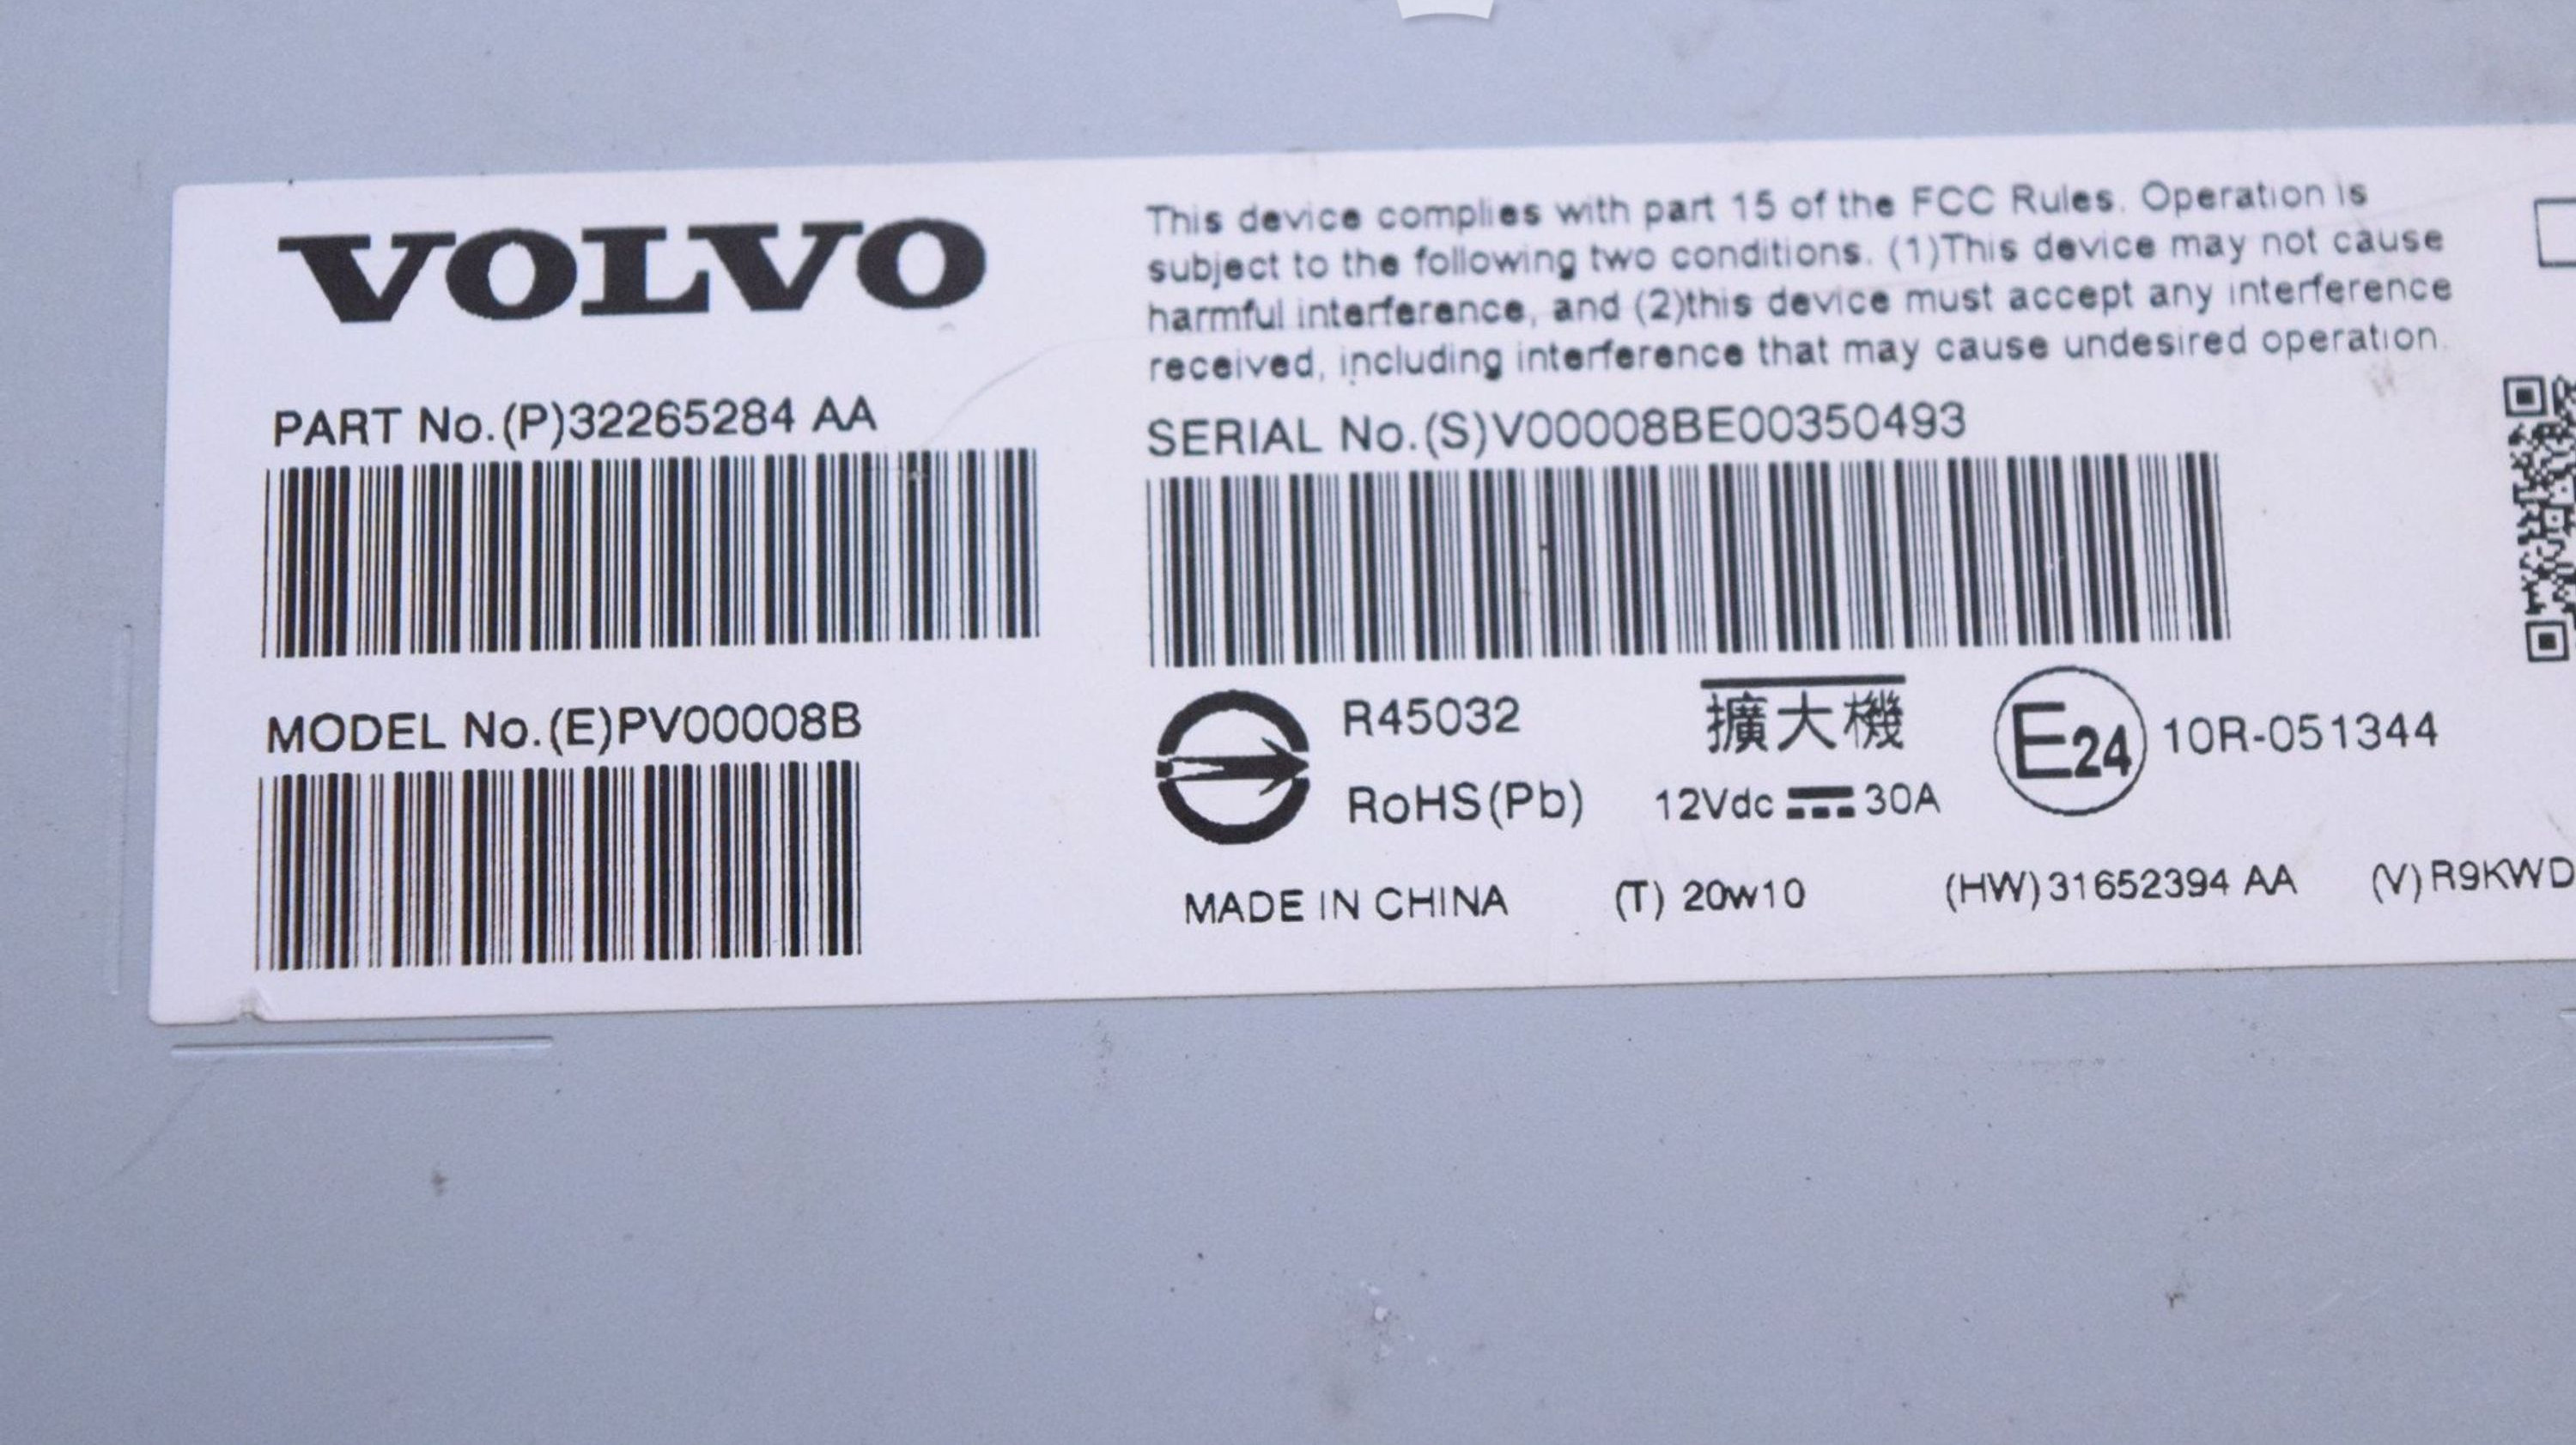 VOLVO
This device complies with part 15 of the FCC Rules. Operation is
subject to the following two conditions. (1)This device may not cause
harmful interference, and (2)this device must accept any interference
received, including interference that may cause undesired operation.
PART No.(P)32265284 AA
SERIAL No.(S)V00008BE00350493
MODEL No.(E)PV00008B
R45032
擴大機
E24 10R-051344
RoHS(Pb)
12Vdc 30A
MADE IN CHINA (T) 20w10 (HW)31652394 AA (V)R9KWD